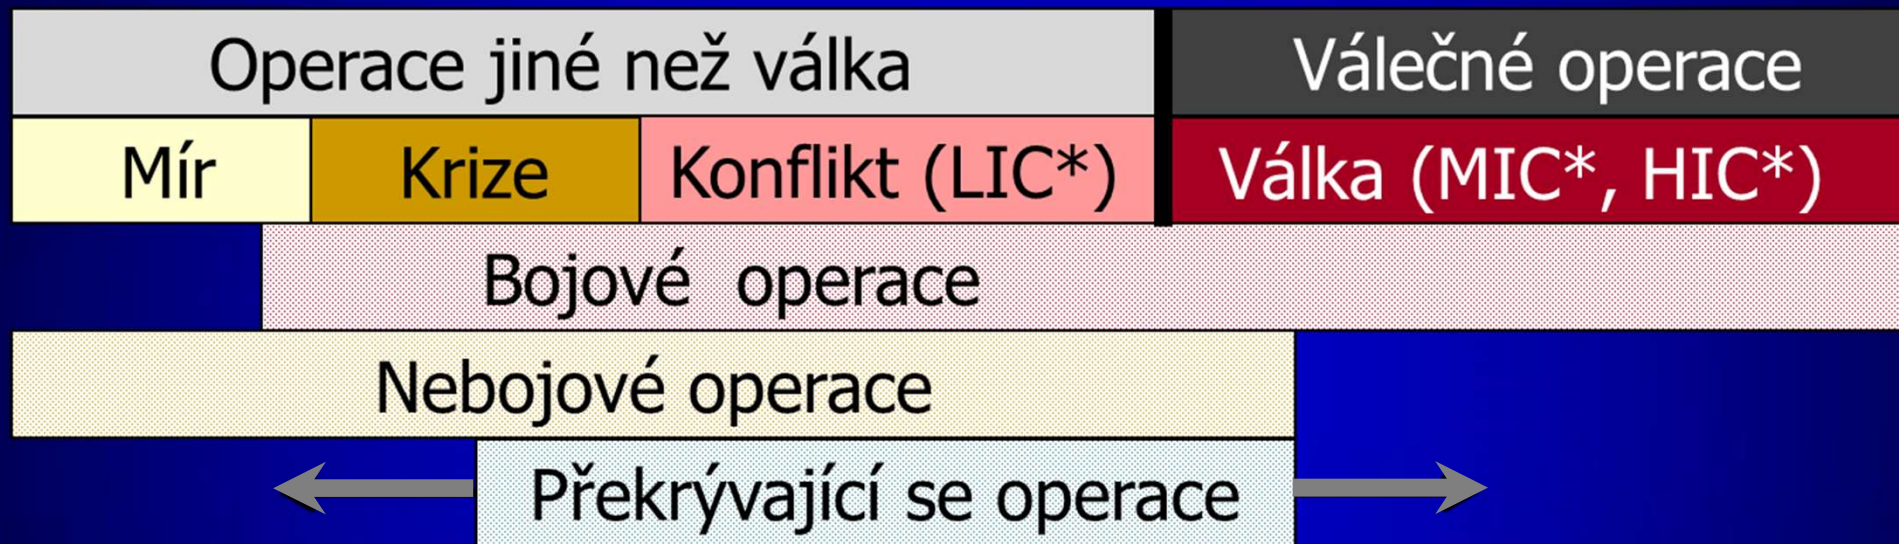 Operace jiné než válka
Válečné operace
Mír
Krize
Konflikt (LIC*)
Válka (MIC*, HIC*)
Bojové operace
Nebojové operace
Překrývající se operace